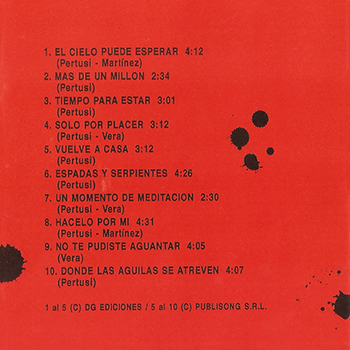 1. EL CIELO PUEDE ESPERAR 4:12
(Pertusi - Martínez)
2. MAS DE UN MILLON 2:34
(Pertusi)
3. TIEMPO PARA ESTAR 3:01
(Pertusi)
4. SOLO POR PLACER 3:12
(Pertusi - Vera)
5. VUELVE A CASA 3:12
(Pertusi)
6. ESPADAS Y SERPIENTES 4:26
(Pertusi)
7. UN MOMENTO DE MEDITACION 2:30
(Pertusi - Vera)
8. HACELO POR MI 4:31
(Pertusi - Martínez)
9. NO TE PUDISTE AGUANTAR 4:05
(Vera)
10. DONDE LAS AGUILAS SE ATREVEN 4:07
(Pertusi)
1 al 5 (C) DG EDICIONES / 5 al 10 (C) PUBLISONG S.R.L.